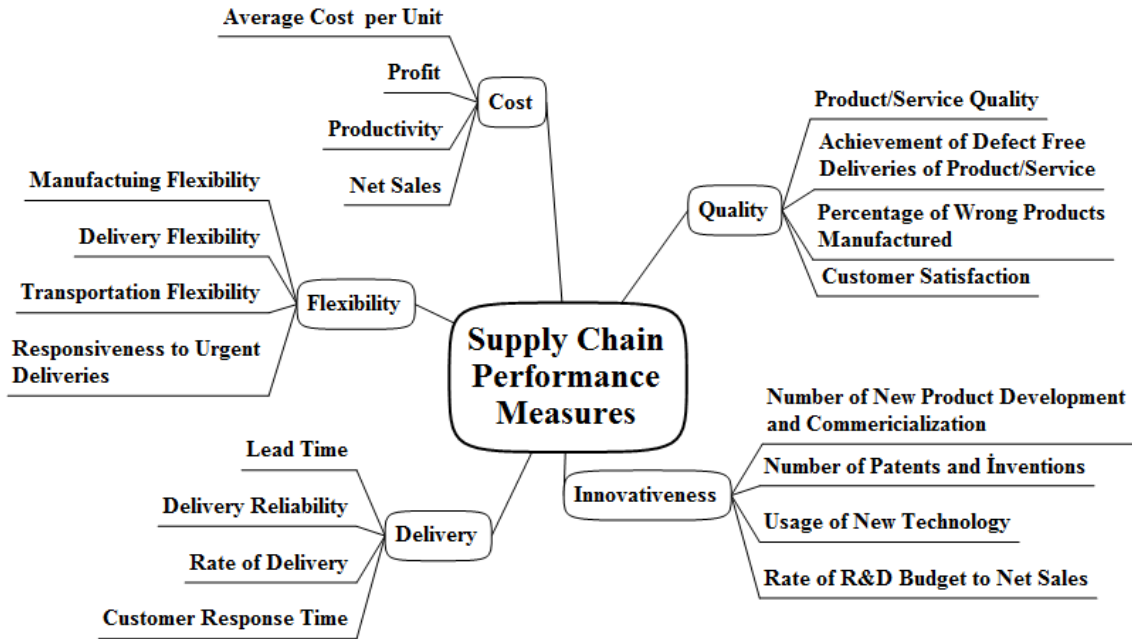 Supply Chain
Performance
Measures
Cost
Average Cost per Unit
Profit
Productivity
Net Sales
Quality
Product/Service Quality
Achievement of Defect Free
Deliveries of Product/Service
Percentage of Wrong Products
Manufactured
Customer Satisfaction
Flexibility
Manufactuing Flexibility
Delivery Flexibility
Transportation Flexibility
Responsiveness to Urgent
Deliveries
Delivery
Lead Time
Delivery Reliability
Rate of Delivery
Customer Response Time
Innovativeness
Number of New Product Development
and Commericialization
Number of Patents and İnventions
Usage of New Technology
Rate of R&D Budget to Net Sales